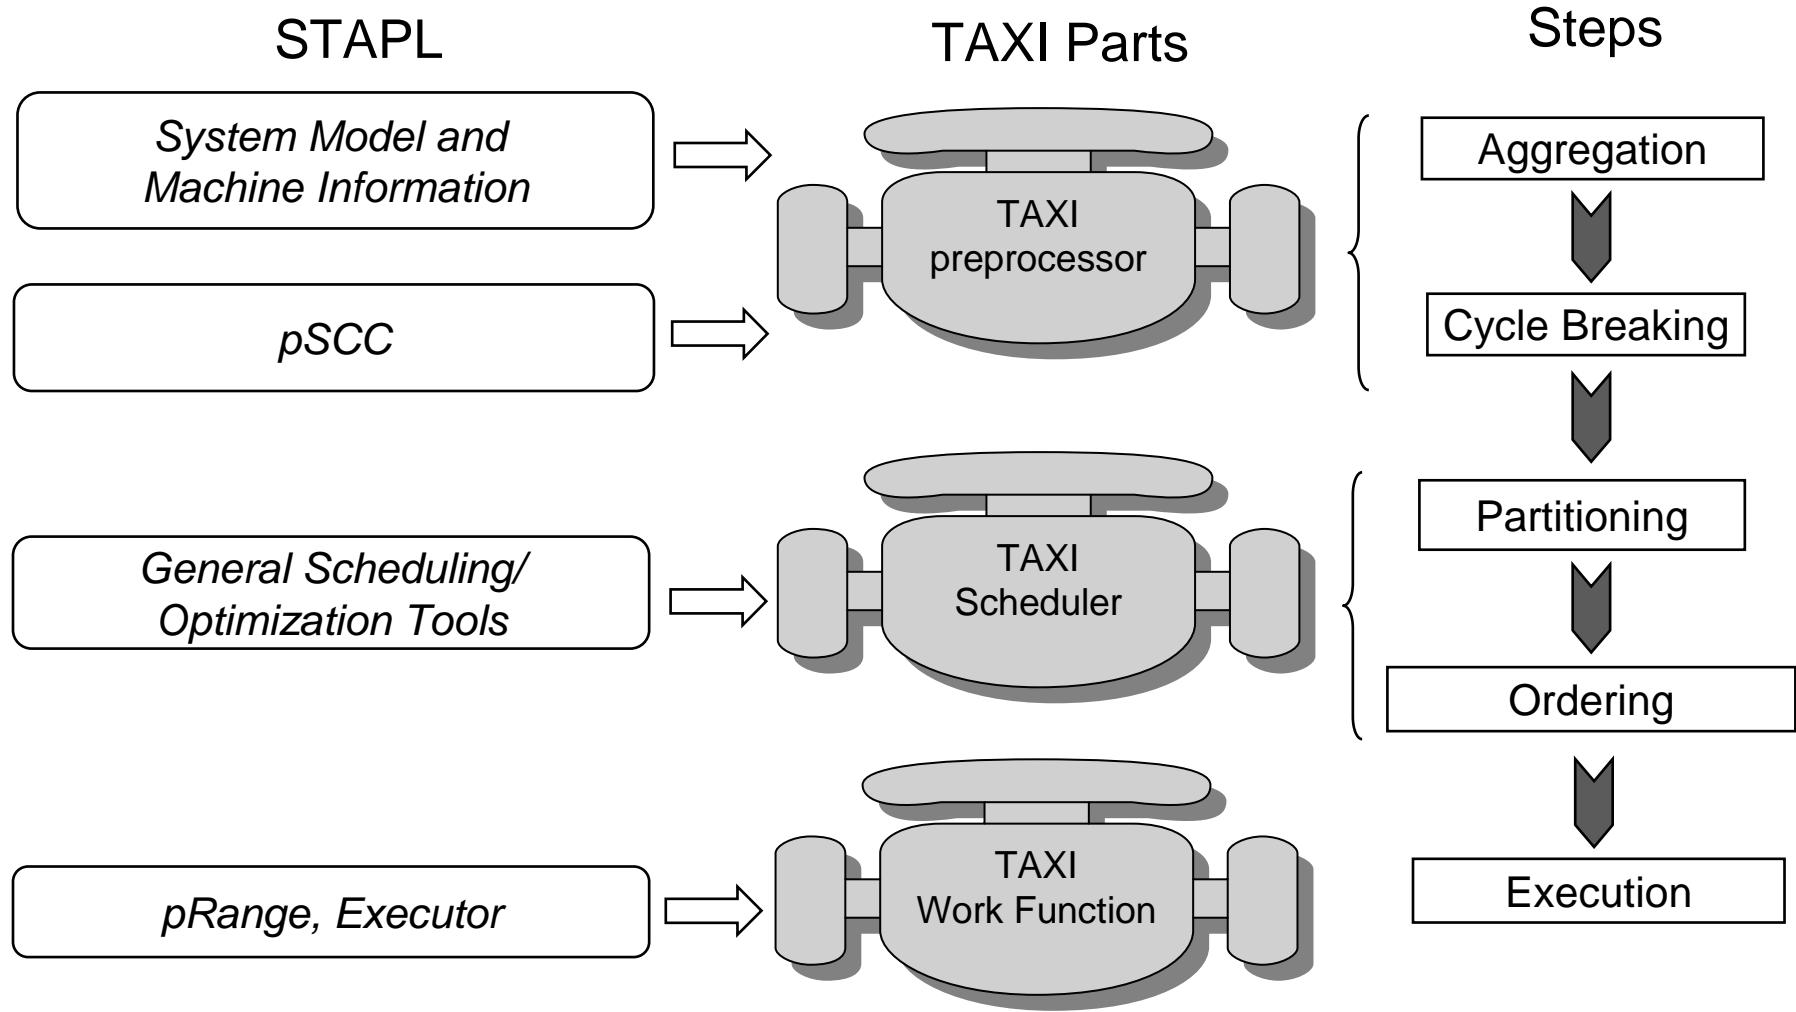 STAPL
TAXI Parts
Steps
System Model and
Machine Information
pSCC
General Scheduling/
Optimization Tools
pRange, Executor
TAXI
preprocessor
TAXI
Scheduler
TAXI
Work Function
Aggregation
Cycle Breaking
Partitioning
Ordering
Execution